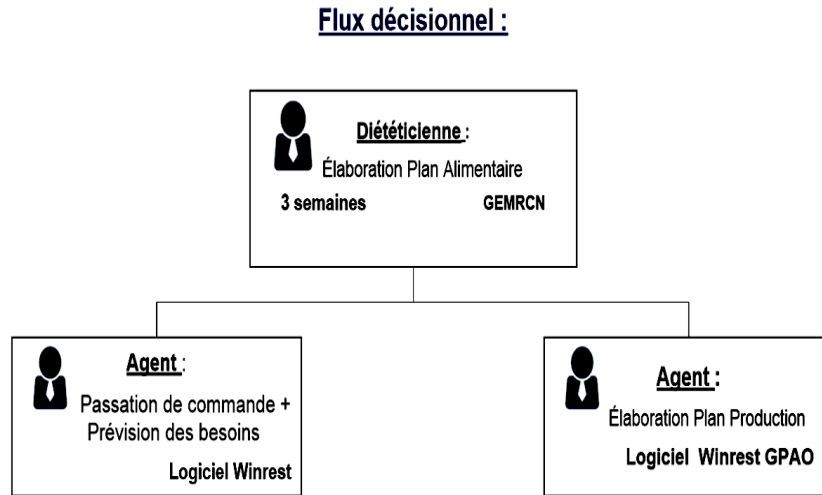 Flux décisionnel :
Diététicienne :
Élaboration Plan Alimentaire
3 semaines GEMRCN
Agent :
Passation de commande +
Prévision des besoins
Logiciel Winrest
Agent :
Élaboration Plan Production
Logiciel Winrest GPAO